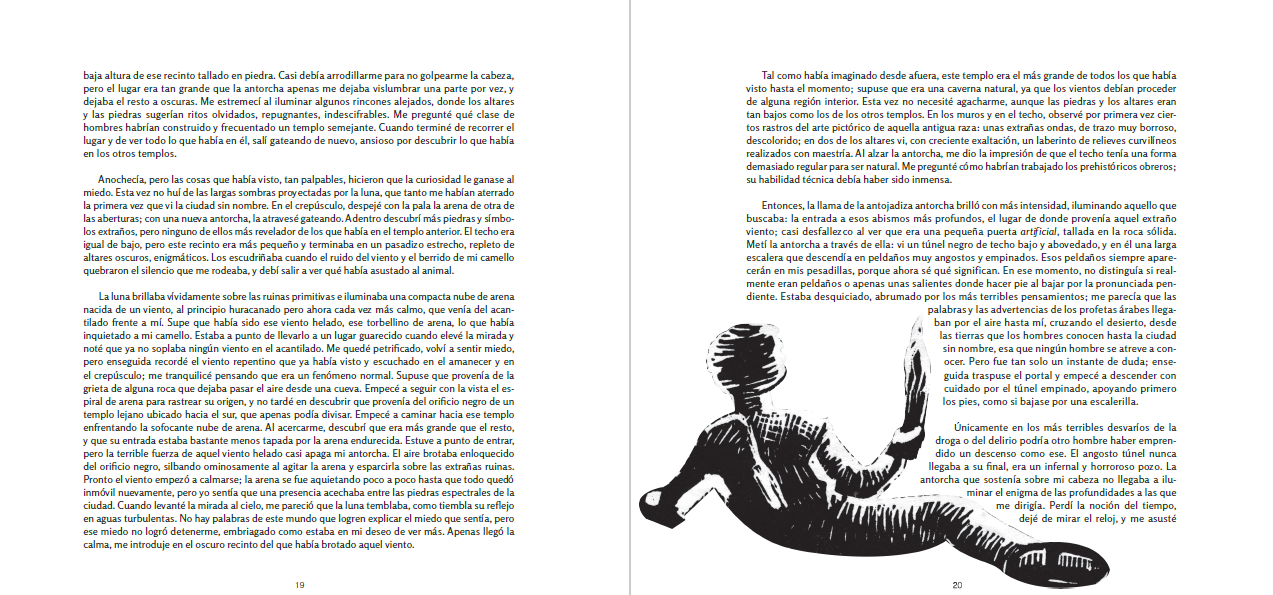 baja altura de ese recinto tallado en piedra. Casi debía arrodillarme para no golpearme la cabeza,
pero el lugar era tan grande que la antorcha apenas me dejaba vislumbrar una parte por vez, y
dejaba el resto a oscuras. Me estremecí al iluminar algunos rincones alejados, donde los altares
y las piedras sugerían ritos olvidados, repugnantes, indescifrables. Me pregunté qué clase de
hombres habrían construido y frecuentado un templo semejante. Cuando terminé de recorrer el
lugar y de ver todo lo que había en él, salí gateando de nuevo, ansioso por descubrir lo que había
en los otros templos.
Anochecía, pero las cosas que había visto, tan palpables, hicieron que la curiosidad le ganase al
miedo. Esta vez no huí de las largas sombras proyectadas por la luna, que tanto me habían aterrado
la primera vez que vi la ciudad sin nombre. En el crepúsculo, despejé con la pala la arena de otra de
las aberturas; con una nueva antorcha, la atravesé gateando. Adentro descubrí más piedras y símbo-
los extraños, pero ninguno de ellos más revelador de los que había en el templo anterior. El techo era
igual de bajo, pero este recinto era más pequeño y terminaba en un pasadizo estrecho, repleto de
altares oscuros, enigmáticos. Los escudriñaba cuando el ruido del viento y el berrido de mi camello
quebraron el silencio que me rodeaba, y debí salir a ver qué había asustado al animal.
La luna brillaba vívidamente sobre las ruinas primitivas e iluminaba una compacta nube de arena
nacida de un viento, al principio huracanado pero ahora cada vez más calmo, que venía del acan-
tilado frente a mí. Supe que había sido ese viento helado, ese torbellino de arena, lo que había
inquietado a mi camello. Estaba a punto de llevarlo a un lugar guarecido cuando elevé la mirada y
noté que ya no soplaba ningún viento en el acantilado. Me quedé petrificado, volví a sentir miedo,
pero enseguida recordé el viento repentino que ya había visto y escuchado en el amanecer y en
el crepúsculo; me tranquilicé pensando que era un fenómeno normal. Supuse que provenía de la
grieta de alguna roca que dejaba pasar el aire desde una cueva. Empecé a seguir con la vista el es-
piral de arena para rastrear su origen, y no tardé en descubrir que provenía del orificio negro de un
templo lejano ubicado hacia el sur, que apenas podía divisar. Empecé a caminar hacia ese templo
enfrentando la sofocante nube de arena. Al acercarme, descubrí que era más grande que el resto,
y que su entrada estaba bastante menos tapada por la arena endurecida. Estuve a punto de entrar,
pero la terrible fuerza de aquel viento helado casi apaga mi antorcha. El aire brotaba enloquecido
del orificio negro, silbando ominosamente al agitar la arena y esparcirla sobre las extrañas ruinas.
Pronto el viento empezó a calmarse; la arena se fue aquietando poco a poco hasta que todo quedó
inmóvil nuevamente, pero yo sentía que una presencia acechaba entre las piedras espectrales de la
ciudad. Cuando levanté la mirada al cielo, me pareció que la luna temblaba, como tiembla su reflejo
en aguas turbulentas. No hay palabras de este mundo que logren explicar el miedo que sentía, pero
ese miedo no logró detenerme, embriagado como estaba en mi deseo de ver más. Apenas llegó la
calma, me introduje en el oscuro recinto del que había brotado aquel viento.
19
Tal como había imaginado desde afuera, este templo era el más grande de todos los que había
visto hasta el momento; supuse que era una caverna natural, ya que los vientos debían proceder
de alguna región interior. Esta vez no necesité agacharme, aunque las piedras y los altares eran
tan bajos como los de los otros templos. En los muros y en el techo, observé por primera vez cier-
tos rastros del arte pictórico de aquella antigua raza: unas extrañas ondas, de trazo muy borroso,
descolorido; en dos de los altares vi, con creciente exaltación, un laberinto de relieves curvilíneos
realizados con maestría. Al alzar la antorcha, me dio la impresión de que el techo tenía una forma
demasiado regular para ser natural. Me pregunté cómo habrían trabajado los prehistóricos obreros;
su habilidad técnica debía haber sido inmensa.
Entonces, la llama de la antojadiza antorcha brilló con más intensidad, iluminando aquello que
buscaba: la entrada a esos abismos más profundos, el lugar de donde provenía aquel extraño
viento; casi desfallezco al ver que era una pequeña puerta artificial, tallada en la roca sólida.
Metí la antorcha a través de ella: vi un túnel negro de techo bajo y abovedado, y en él una larga
escalera que descendía en peldaños muy angostos y empinados. Esos peldaños siempre apare-
cerán en mis pesadillas, porque ahora sé qué significan. En ese momento, no distinguía si real-
mente eran peldaños o apenas unas salientes donde hacer pie al bajar por la pronunciada pen-
diente. Estaba desquiciado, abrumado por los más terribles pensamientos; me parecía que las
palabras y las advertencias de los profetas árabes llega-
ban por el aire hasta mí, cruzando el desierto, desde
las tierras que los hombres conocen hasta la ciudad
sin nombre, esa que ningún hombre se atreve a con-
ocer. Pero fue tan solo un instante de duda; ense-
guida traspuse el portal y empecé a descender con
cuidado por el túnel empinado, apoyando primero
los pies, como si bajase por una escalerilla.
Únicamente en los más terribles desvaríos de la
droga o del delirio podría otro hombre haber empren-
dido un descenso como ese. El angosto túnel nunca
llegaba a su final, era un infernal y horroroso pozo. La
antorcha que sostenía sobre mi cabeza no llegaba a ilu-
minar el enigma de las profundidades a las que
me dirigía. Perdí la noción del tiempo,
dejé de mirar el reloj, y me asusté
20